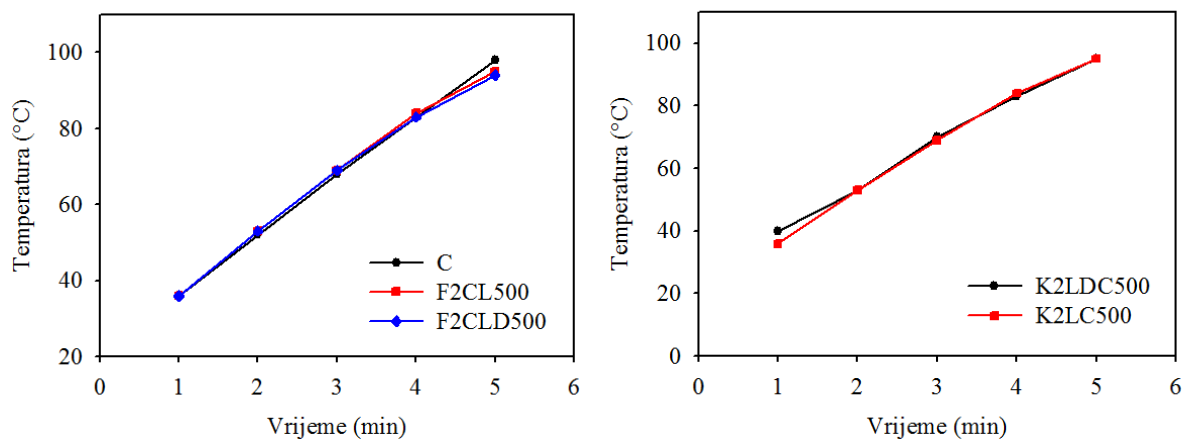 100
80
60
40
20
0 1 2 3 4 5 6
Temperatura (°C)
Vrijeme (min)
C
F2CL500
F2CLD500
100
80
60
40
20
0
0 1 2 3 4 5 6
Temperatura (°C)
Vrijeme (min)
K2LDC500
K2LC500